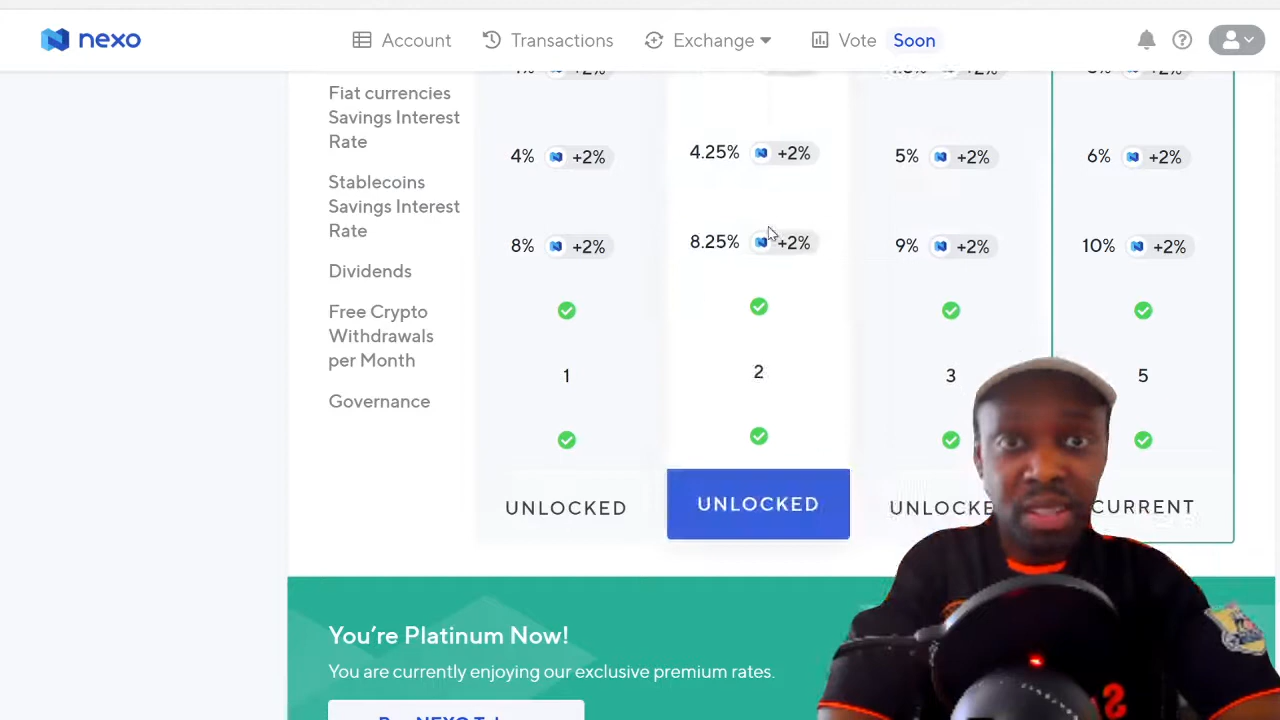 nexo
Account
Transactions
Exchange
Vote
Soon
Fiat currencies
Savings Interest
Rate
4% +2%
4.25% +2%
5% +2%
6% +2%
Stablecoins
Savings Interest
Rate
8% +2%
8.25% +2%
9% +2%
10% +2%
Dividends
Free Crypto
Withdrawals
per Month
1
2
3
5
Governance
UNLOCKED
UNLOCKED
UNLOCKE
CURRENT
You're Platinum Now!
You are currently enjoying our exclusive premium rates.